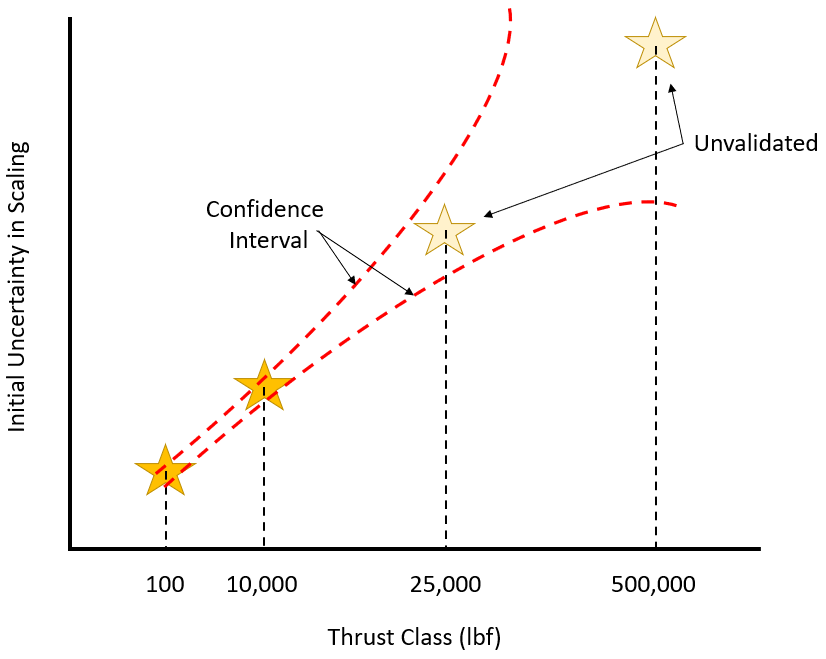 Unvalidated
Confidence
Interval
Initial Uncertainty in Scaling
100
10,000
25,000
500,000
Thrust Class (lbf)